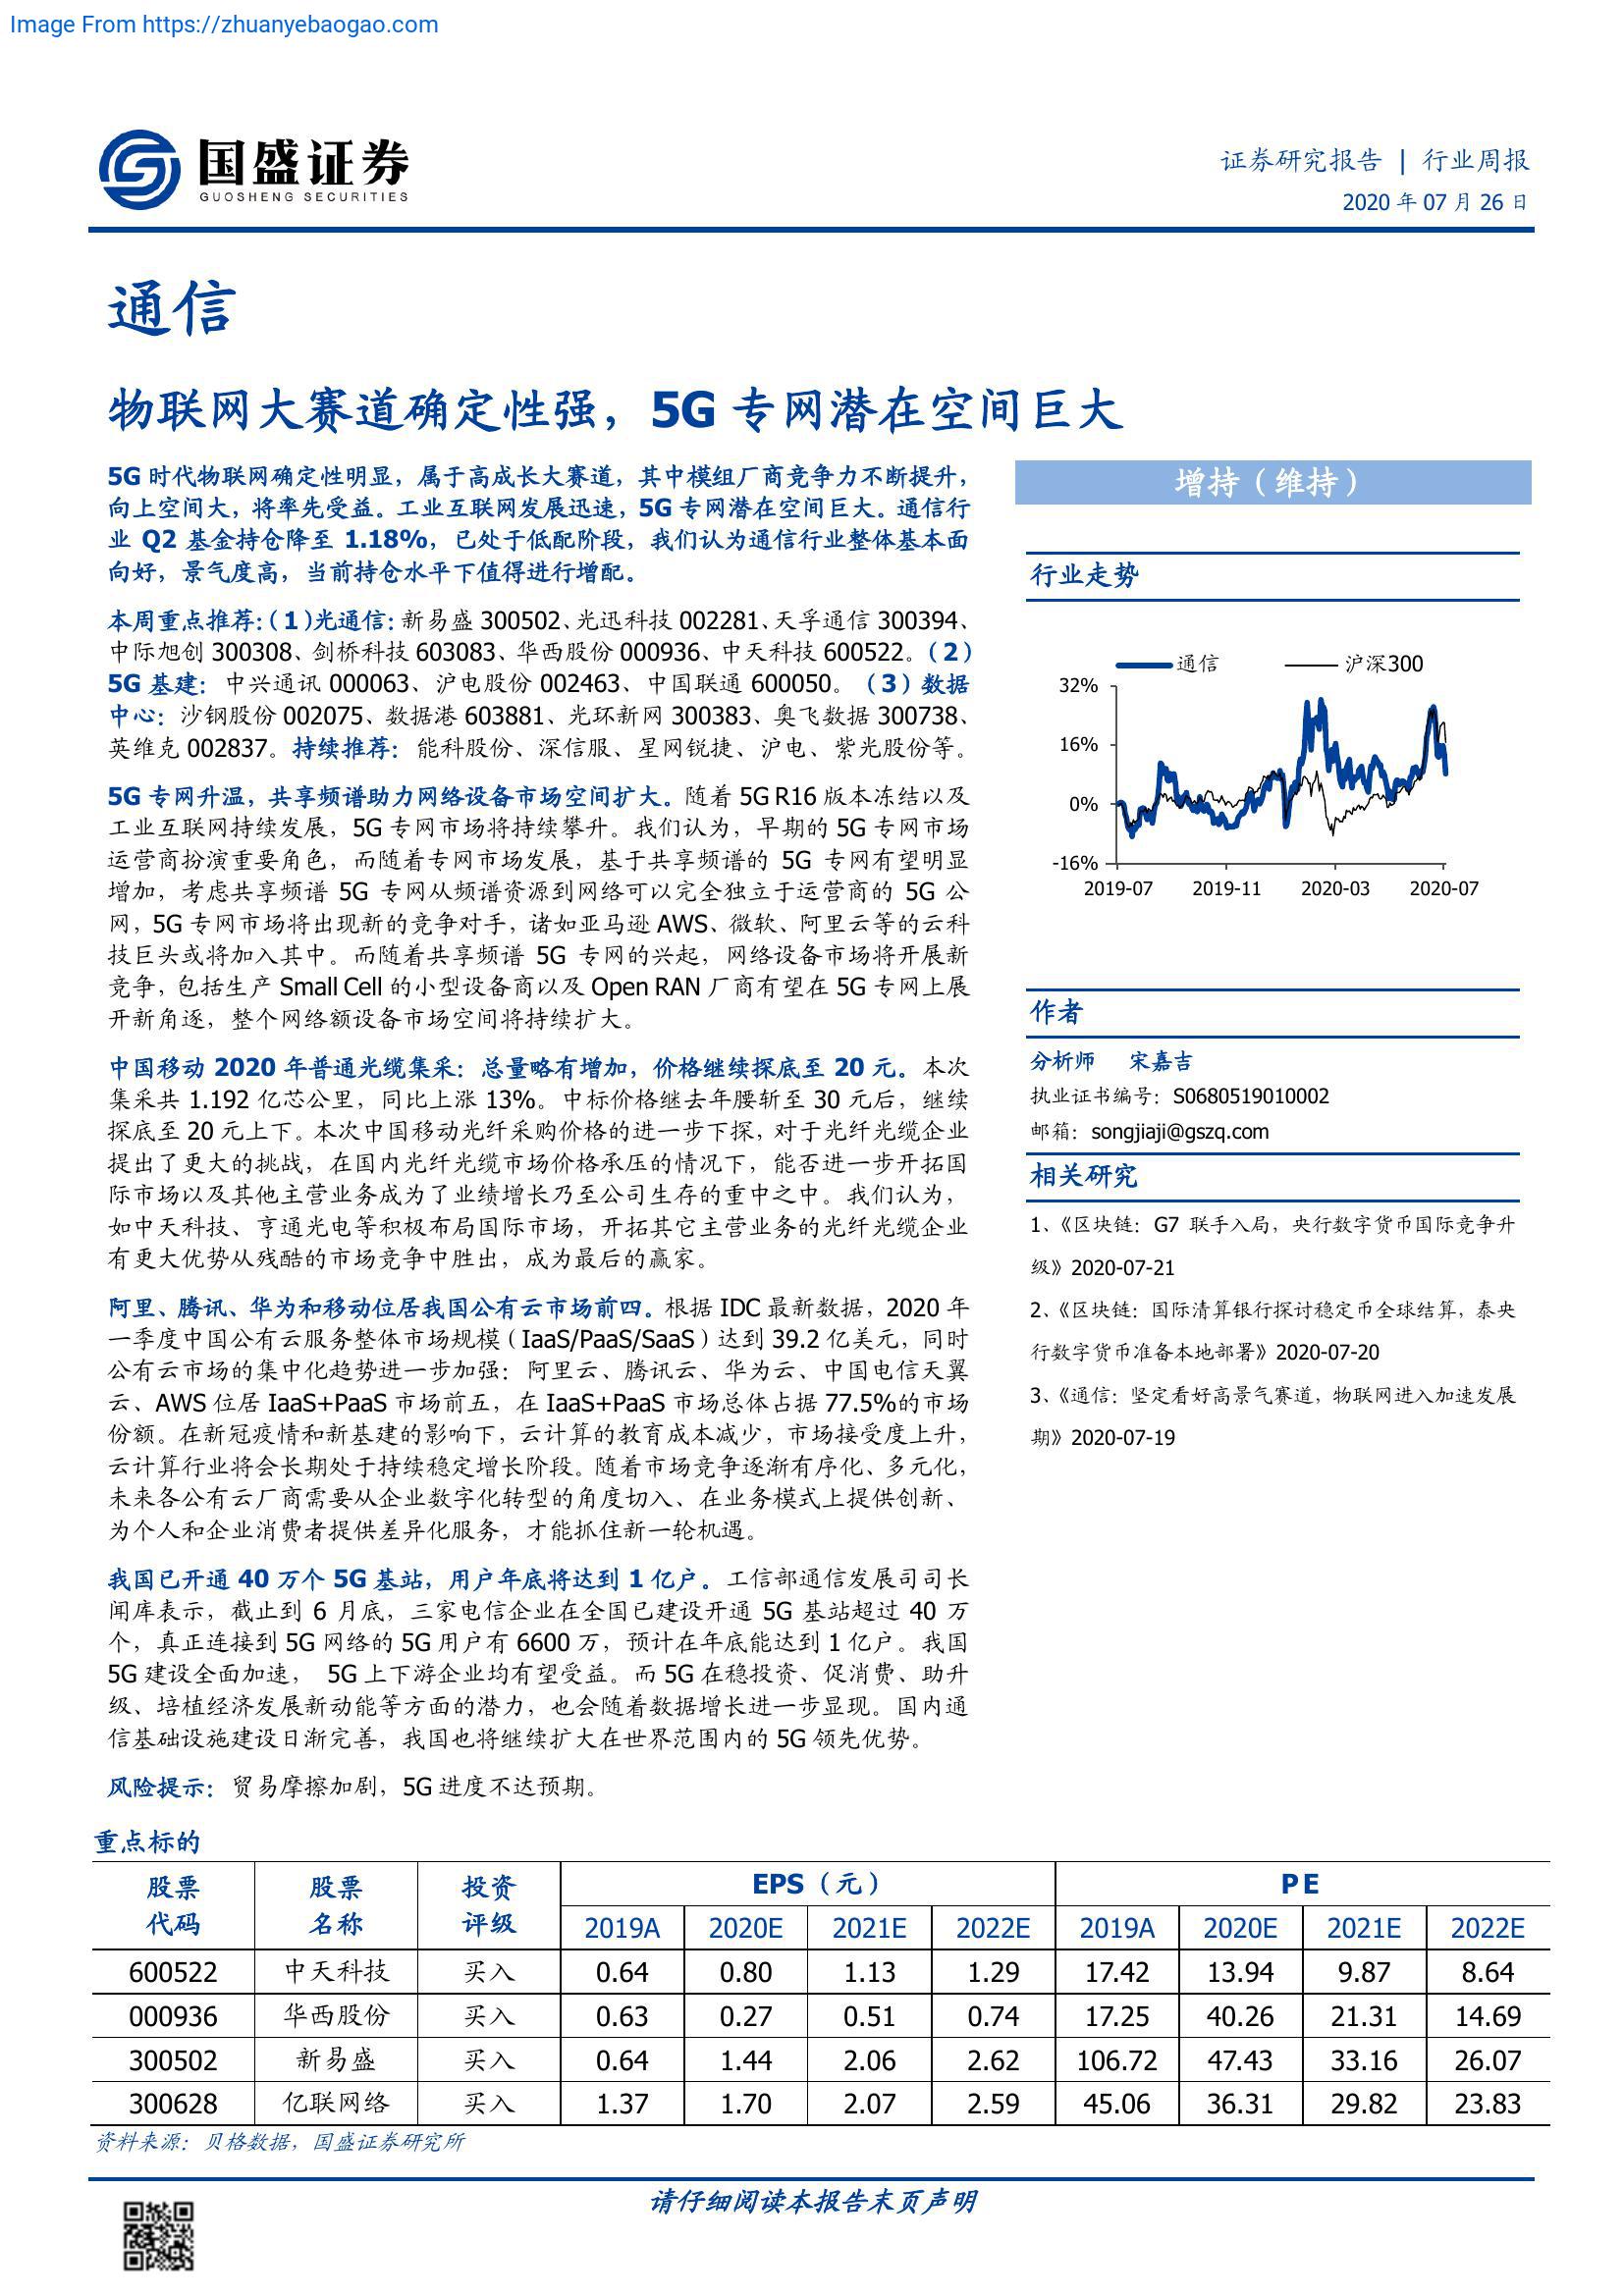 Image From https://zhuanyebaogao.com
国盛证券
GUOSHENG SECURITIES
证券研究报告 | 行业周报
2020 年 07 月 26 日
通信
物联网大赛道确定性强，5G 专网潜在空间巨大
5G 时代物联网确定性明显，属于高成长大赛道，其中模组厂商竞争力不断提升，
向上空间大，将率先受益。工业互联网发展迅速，5G 专网潜在空间巨大。通信行
业 Q2 基金持仓降至 1.18%，已处于低配阶段，我们认为通信行业整体基本面
向好，景气度高，当前持仓水平下值得进行增配。
本周重点推荐：（1）光通信：新易盛 300502、光迅科技 002281、天孚通信 300394、
中际旭创 300308、剑桥科技 603083、华西股份 000936、中天科技 600522。（2）
5G 基建：中兴通讯 000063、沪电股份 002463、中国联通 600050。（3）数据
中心：沙钢股份 002075、数据港 603881、光环新网 300383、奥飞数据 300738、
英维克 002837。持续推荐：能科股份、深信服、星网锐捷、沪电、紫光股份等。
5G 专网升温，共享频谱助力网络设备市场空间扩大。随着 5G R16 版本冻结以及
工业互联网持续发展，5G 专网市场将持续攀升。我们认为，早期的 5G 专网市场
运营商扮演重要角色，而随着专网市场发展，基于共享频谱的 5G 专网有望明显
增加，考虑共享频谱 5G 专网从频谱资源到网络可以完全独立于运营商的 5G 公
网，5G 专网市场将出现新的竞争对手，诸如亚马逊 AWS、微软、阿里云等的云科
技巨头或将加入其中。而随着共享频谱 5G 专网的兴起，网络设备市场将开展新
竞争，包括生产 Small Cell 的小型设备商以及 Open RAN 厂商有望在 5G 专网上展
开新角逐，整个网络额设备市场空间将持续扩大。
中国移动 2020 年普通光缆集采：总量略有增加，价格继续探底至 20 元。本次
集采共 1.192 亿芯公里，同比上涨 13%。中标价格继去年腰斩至 30 元后，继续
探底至 20 元上下。本次中国移动光纤采购价格的进一步下探，对于光纤光缆企业
提出了更大的挑战，在国内光纤光缆市场价格承压的情况下，能否进一步开拓国
际市场以及其他主营业务成为了业绩增长乃至公司生存的重中之中。我们认为，
如中天科技、亨通光电等积极布局国际市场，开拓其它主营业务的光纤光缆企业
有更大优势从残酷的市场竞争中胜出，成为最后的赢家。
阿里、腾讯、华为和移动位居我国公有云市场前四。根据 IDC 最新数据，2020 年
一季度中国公有云服务整体市场规模（IaaS/PaaS/SaaS）达到 39.2 亿美元，同时
公有云市场的集中化趋势进一步加强：阿里云、腾讯云、华为云、中国电信天翼
云、AWS 位居 IaaS+PaaS 市场前五，在 IaaS+PaaS 市场总体占据 77.5%的市场
份额。在新冠疫情和新基建的影响下，云计算的教育成本减少，市场接受度上升，
云计算行业将会长期处于持续稳定增长阶段。随着市场竞争逐渐有序化、多元化，
未来各公有云厂商需要从企业数字化转型的角度切入、在业务模式上提供创新、
为个人和企业消费者提供差异化服务，才能抓住新一轮机遇。
我国已开通 40 万个 5G 基站，用户年底将达到 1 亿户。工信部通信发展司司长
闻库表示，截止到 6 月底，三家电信企业在全国已建设开通 5G 基站超过 40 万
个，真正连接到 5G 网络的 5G 用户有 6600 万，预计在年底能达到 1 亿户。我国
5G 建设全面加速， 5G 上下游企业均有望受益。而 5G 在稳投资、促消费、助升
级、培植经济发展新动能等方面的潜力，也会随着数据增长进一步显现。国内通
信基础设施建设日渐完善，我国也将继续扩大在世界范围内的 5G 领先优势。
风险提示：贸易摩擦加剧，5G 进度不达预期。
增持（维持）
行业走势
通信 沪深300
32%
16%
0%
-16%
2019-07 2019-11 2020-03 2020-07
作者
分析师 宋嘉吉
执业证书编号：S0680519010002
邮箱：songjiaji@gszq.com
相关研究
1、《区块链：G7 联手入局，央行数字货币国际竞争升
级》2020-07-21
2、《区块链：国际清算银行探讨稳定币全球结算，泰央
行数字货币准备本地部署》2020-07-20
3、《通信：坚定看好高景气赛道，物联网进入加速发展
期》2020-07-19
重点标的
股票代码 股票名称 投资评级 EPS（元） PE
2019A 2020E 2021E 2022E 2019A 2020E 2021E 2022E
600522 中天科技 买入 0.64 0.80 1.13 1.29 17.42 13.94 9.87 8.64
000936 华西股份 买入 0.63 0.27 0.51 0.74 17.25 40.26 21.31 14.69
300502 新易盛 买入 0.64 1.44 2.06 2.62 106.72 47.43 33.16 26.07
300628 亿联网络 买入 1.37 1.70 2.07 2.59 45.06 36.31 29.82 23.83
资料来源：贝格数据，国盛证券研究所
请仔细阅读本报告末页声明